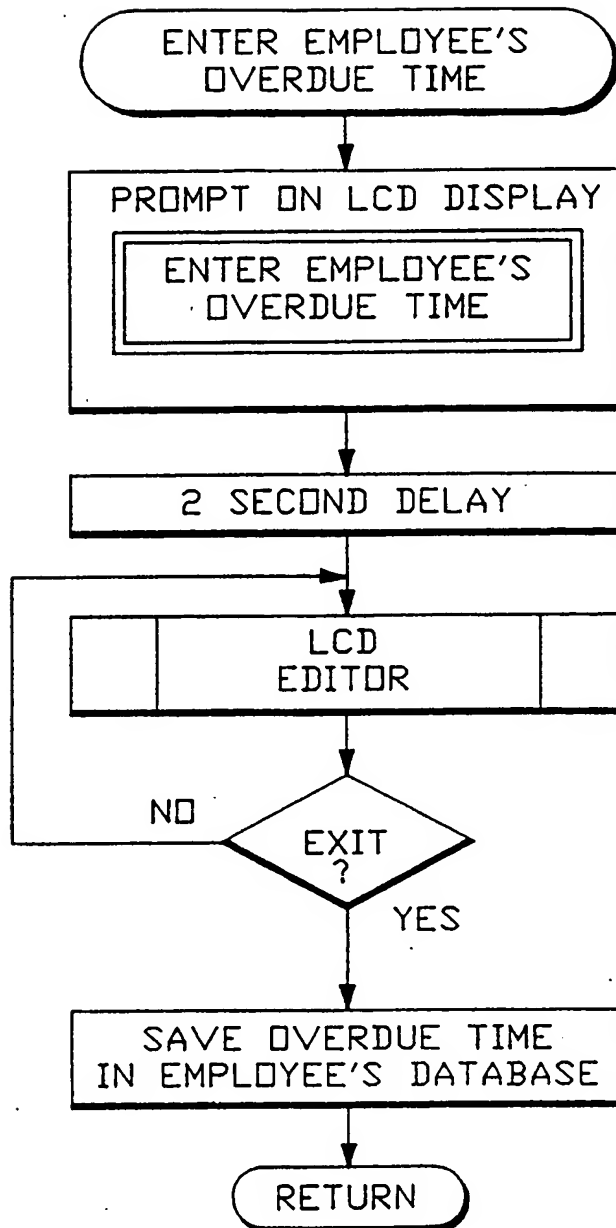 ENTER EMPLOYEE'S
OVERDUE TIME
PROMPT ON LCD DISPLAY
ENTER EMPLOYEE'S
OVERDUE TIME
2 SECOND DELAY
LCD
EDITOR
NO
EXIT
?
YES
SAVE OVERDUE TIME
IN EMPLOYEE'S DATABASE
RETURN